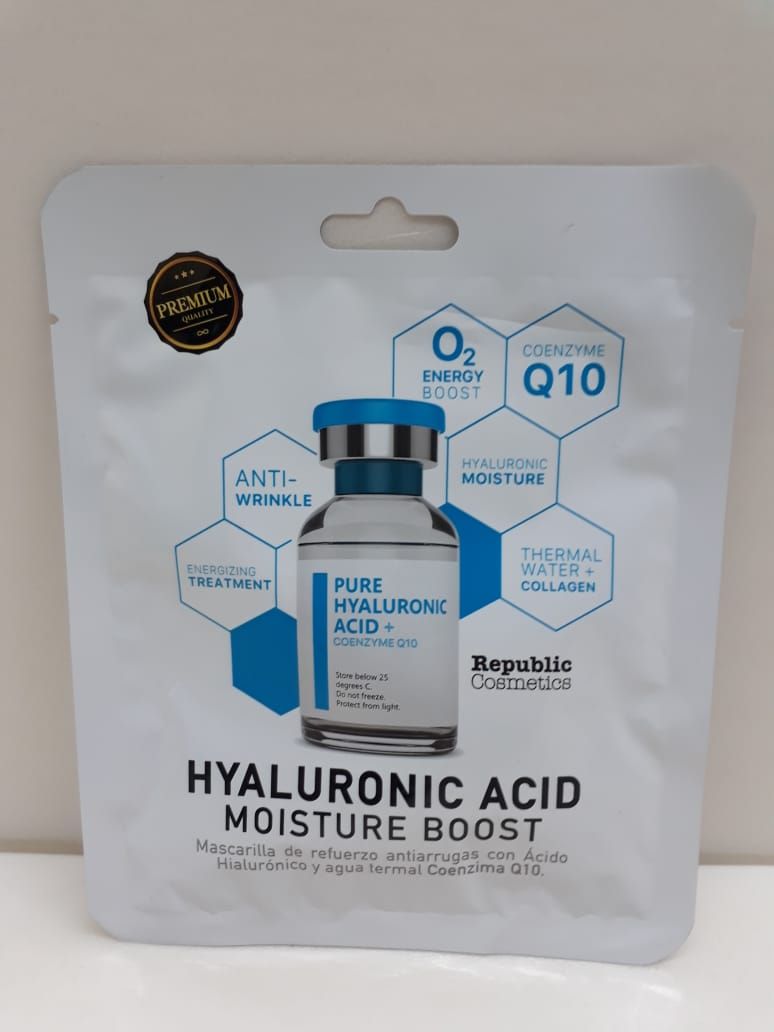 PREMIUM
QUALITY
O2
ENERGY
BOOST
COENZYME
Q10
ANTI-
WRINKLE
HYALURONIC
MOISTURE
ENERGIZING
TREATMENT
THERMAL
WATER +
COLLAGEN
PURE
HYALURONIC
ACID +
COENZYME Q10
Store below 25
degrees C.
Do not freeze.
Protect from light.
Republic
Cosmetics
HYALURONIC ACID
MOISTURE BOOST
Mascarilla de refuerzo antiarrugas con Ácido
Hialurónico y agua termal Coenzima Q10.